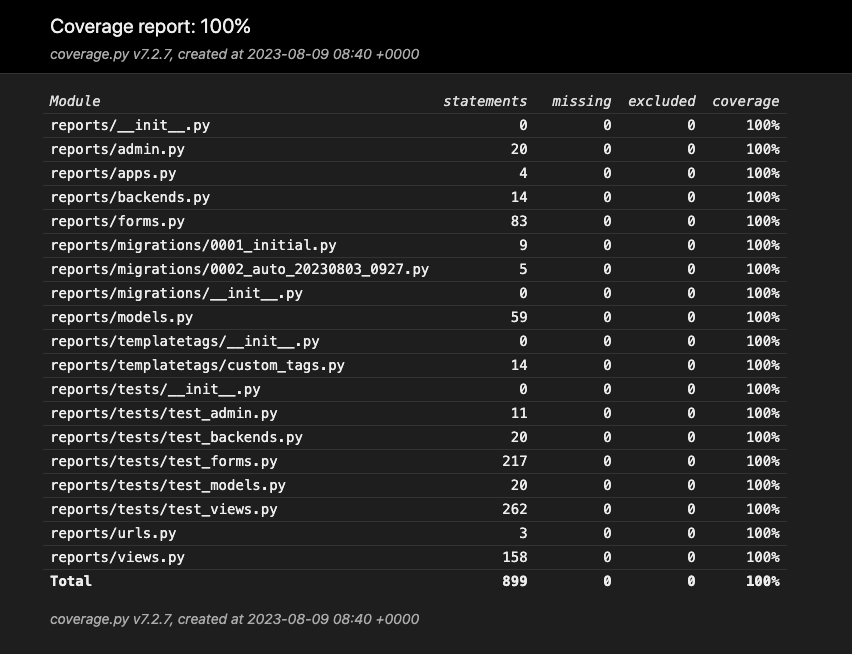 Coverage report: 100%
coverage.py v7.2.7, created at 2023-08-09 08:40 +0000
Module statements missing excluded coverage
reports/__init__.py 0 0 0 100%
reports/admin.py 20 0 0 100%
reports/apps.py 4 0 0 100%
reports/backends.py 14 0 0 100%
reports/forms.py 83 0 0 100%
reports/migrations/0001_initial.py 9 0 0 100%
reports/migrations/0002_auto_20230803_0927.py 5 0 0 100%
reports/migrations/__init__.py 0 0 0 100%
reports/models.py 59 0 0 100%
reports/templatetags/__init__.py 0 0 0 100%
reports/templatetags/custom_tags.py 14 0 0 100%
reports/tests/__init__.py 0 0 0 100%
reports/tests/test_admin.py 11 0 0 100%
reports/tests/test_backends.py 20 0 0 100%
reports/tests/test_forms.py 217 0 0 100%
reports/tests/test_models.py 20 0 0 100%
reports/tests/test_views.py 262 0 0 100%
reports/urls.py 3 0 0 100%
reports/views.py 158 0 0 100%
Total 899 0 0 100%
coverage.py v7.2.7, created at 2023-08-09 08:40 +0000